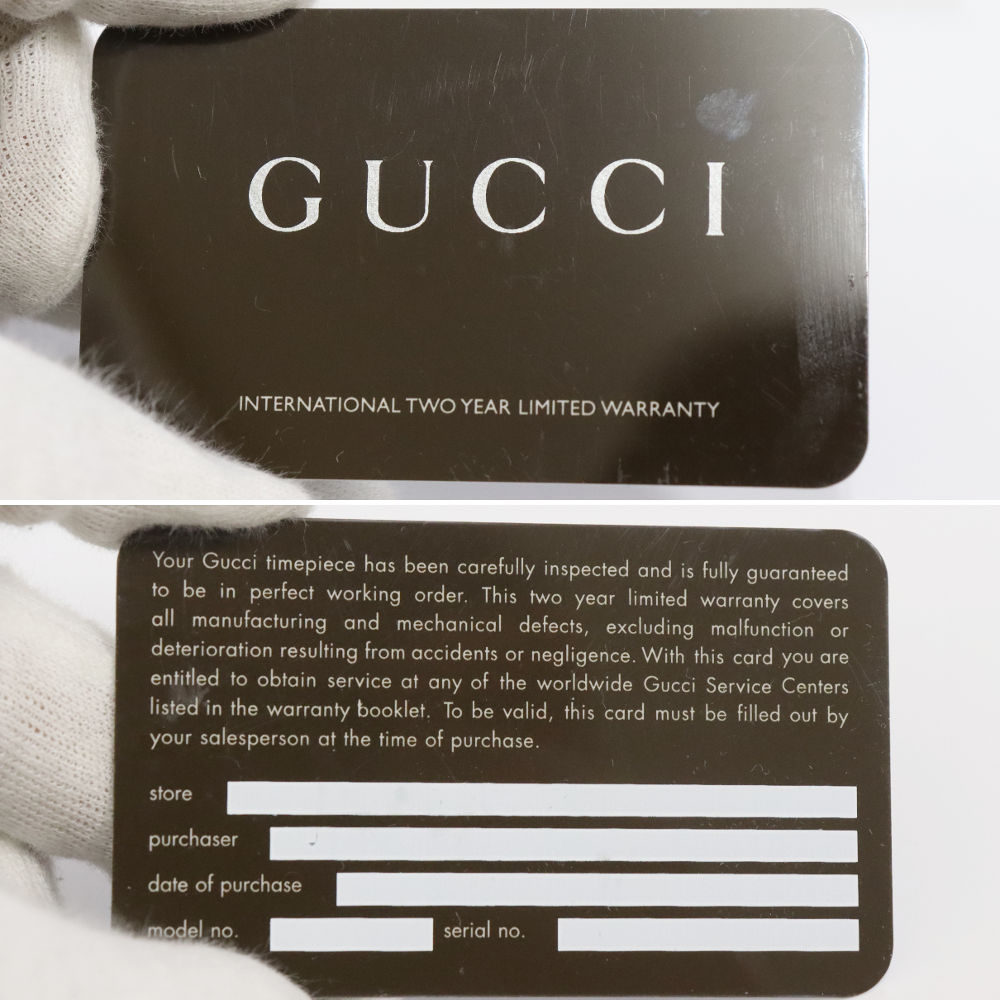 GUCCI
INTERNATIONAL TWO YEAR LIMITED WARRANTY
Your Gucci timepiece has been carefully inspected and is fully guaranteed
to be in perfect working order. This two year limited warranty covers
all manufacturing and mechanical defects, excluding malfunction or
deterioration resulting from accidents or negligence. With this card you are
entitled to obtain service at any of the worldwide Gucci Service Centers
listed in the warranty booklet. To be valid, this card must be filled out by
your salesperson at the time of purchase.
store
purchaser
date of purchase
model no. serial no.